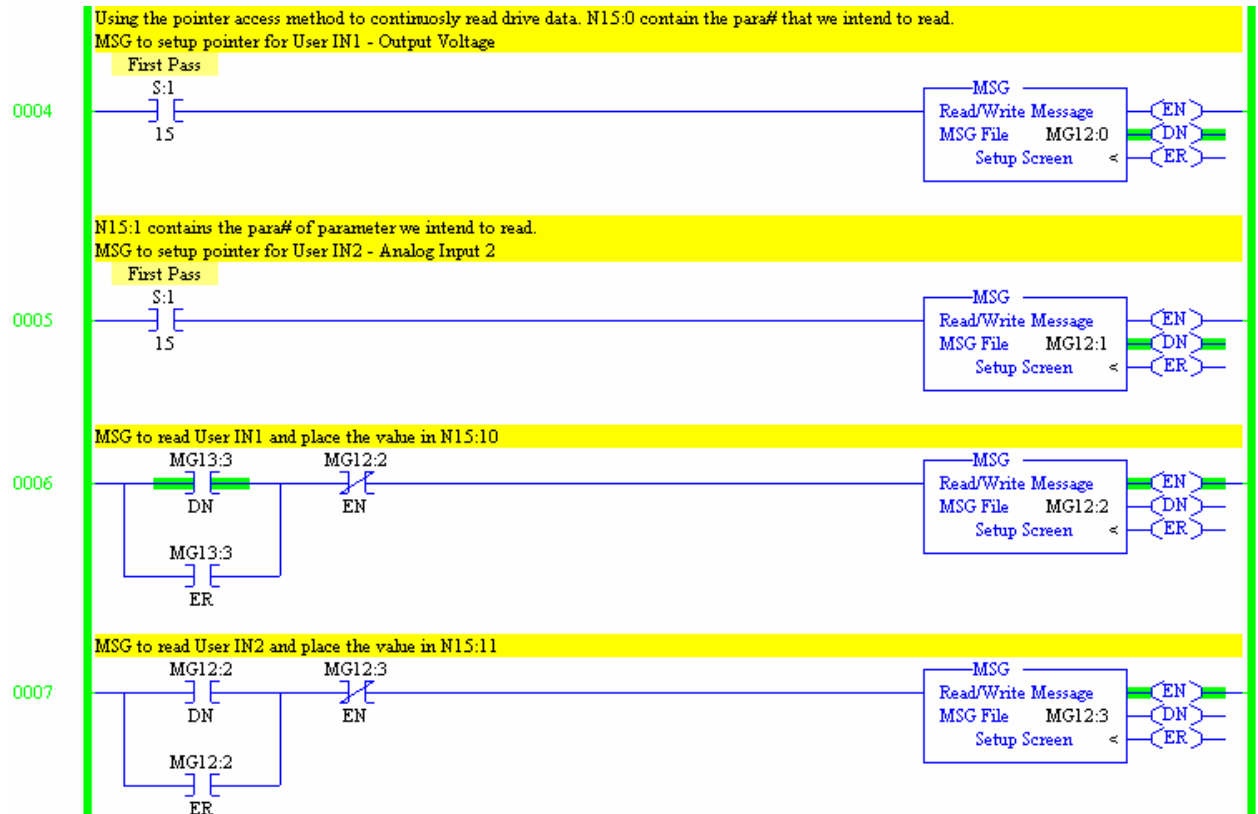 Using the pointer access method to continuosly read drive data. N15:0 contain the para# that we intend to read.
MSG to setup pointer for User IN1 - Output Voltage
First Pass
S:1
15
0004
MSG
Read/Write Message
MSG File MG12:0
Setup Screen <
EN
DN
ER
N15:1 contains the para# of parameter we intend to read.
MSG to setup pointer for User IN2 - Analog Input 2
First Pass
S:1
15
0005
MSG
Read/Write Message
MSG File MG12:1
Setup Screen <
EN
DN
ER
MSG to read User IN1 and place the value in N15:10
MG13:3 MG12:2
0006
DN EN
MG13:3
ER
MSG
Read/Write Message
MSG File MG12:2
Setup Screen <
EN
DN
ER
MSG to read User IN2 and place the value in N15:11
MG12:2 MG12:3
0007
DN EN
MG12:2
ER
MSG
Read/Write Message
MSG File MG12:3
Setup Screen <
EN
DN
ER